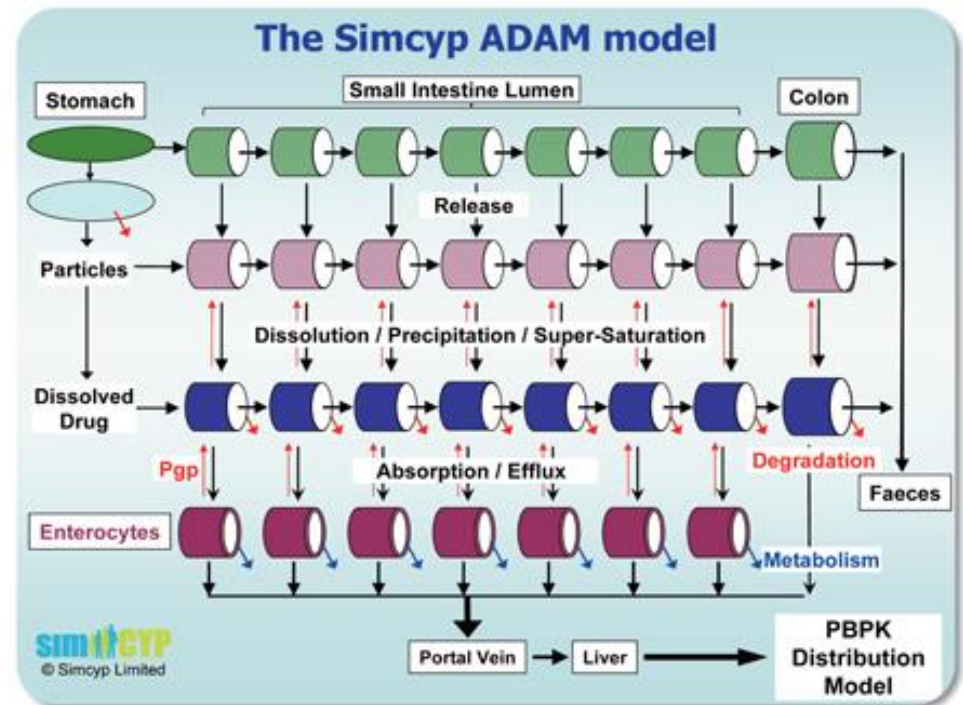 The Simcyp ADAM model
Stomach
Small Intestine Lumen
Colon
Release
Particles
Dissolution / Precipitation / Super-Saturation
Dissolved
Drug
Pgp
Absorption / Efflux
Degradation
Faeces
Enterocytes
Metabolism
simCYP
© Simcyp Limited
Portal Vein
Liver
PBPK
Distribution
Model